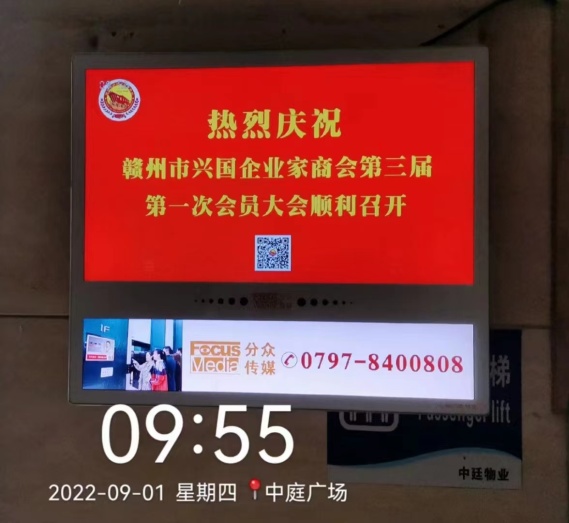 热烈庆祝
赣州市兴国企业家商会第三届
第一次会员大会顺利召开
1F
FOCUS Media 分众传媒 0797-8400808
梯
Passenger lift
中廷物业
09:55
2022-09-01 星期四 中庭广场